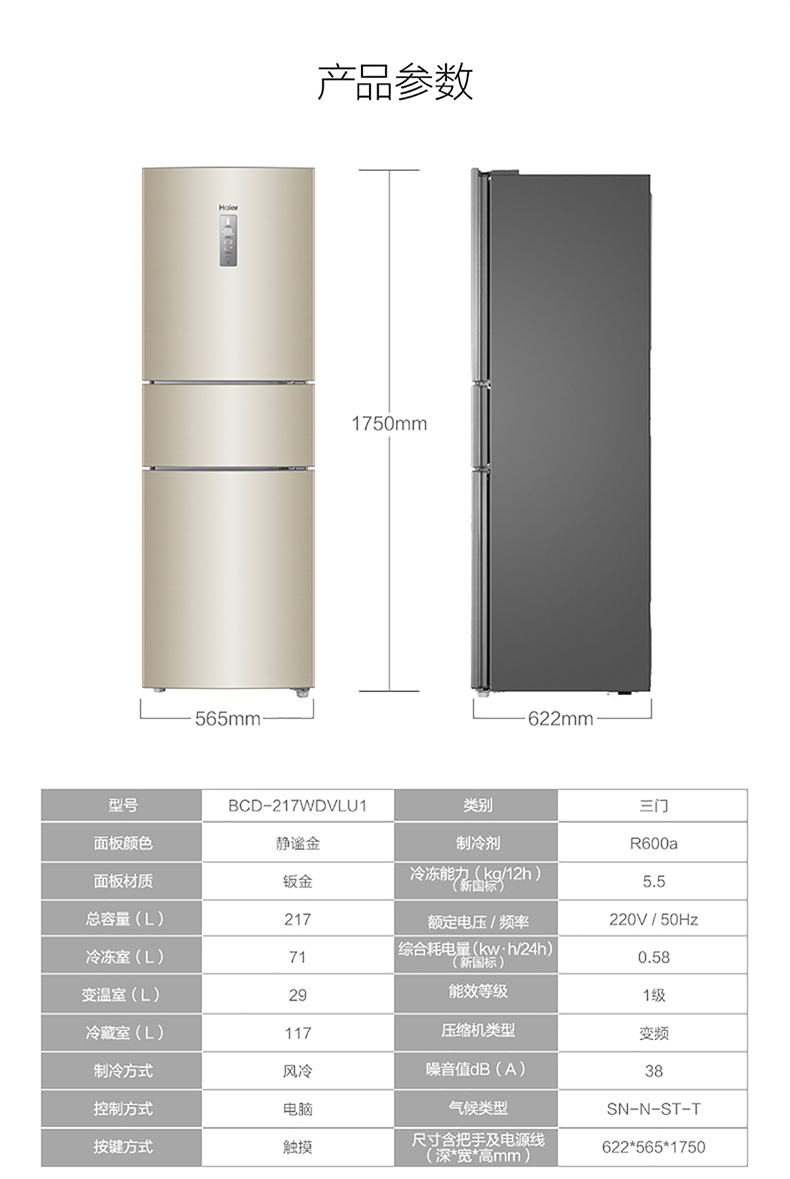 产品参数
Haier
1750mm
565mm
622mm
型号 BCD-217WDVLU1 类别 三门
面板颜色 静谧金 制冷剂 R600a
面板材质 钣金 冷冻能力（kg/12h）（新国标） 5.5
总容量（L） 217 额定电压 / 频率 220V / 50Hz
冷冻室（L） 71 综合耗电量（kw·h/24h）（新国标） 0.58
变温室（L） 29 能效等级 1级
冷藏室（L） 117 压缩机类型 变频
制冷方式 风冷 噪音值dB（A） 38
控制方式 电脑 气候类型 SN-N-ST-T
按键方式 触摸 尺寸含把手及电源线（深*宽*高mm） 622*565*1750